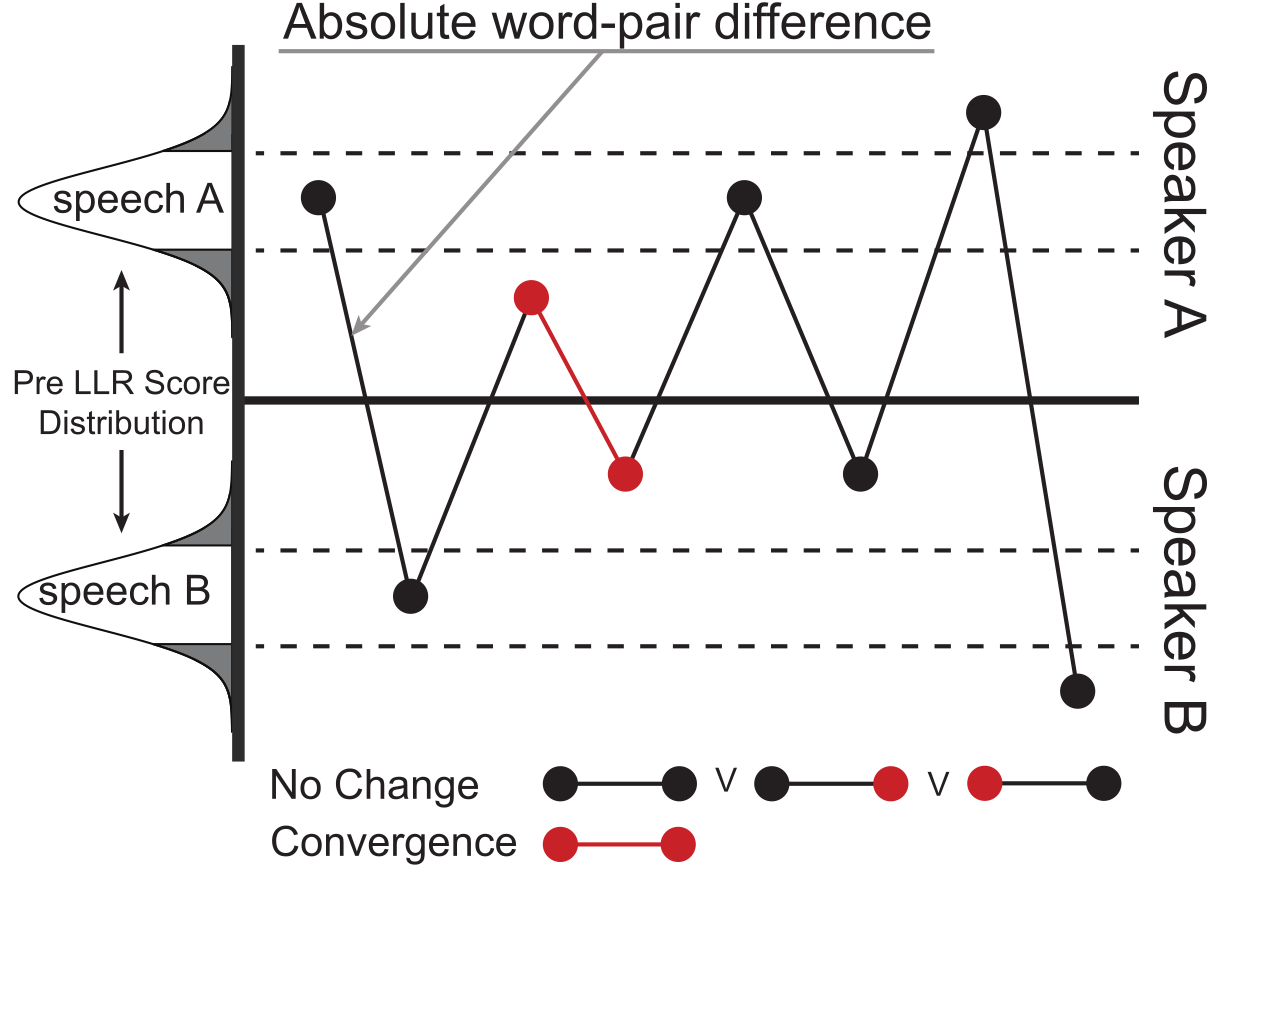 Absolute word-pair difference
speech A
Pre LLR Score
Distribution
speech B
Speaker A
Speaker B
No Change
V
V
Convergence